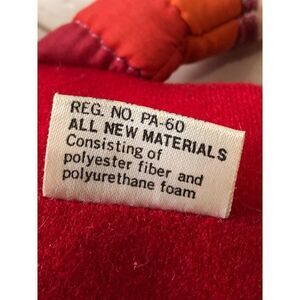 REG. NO. PA-60
ALL NEW MATERIALS
Consisting of
polyester fiber and
polyurethane foam